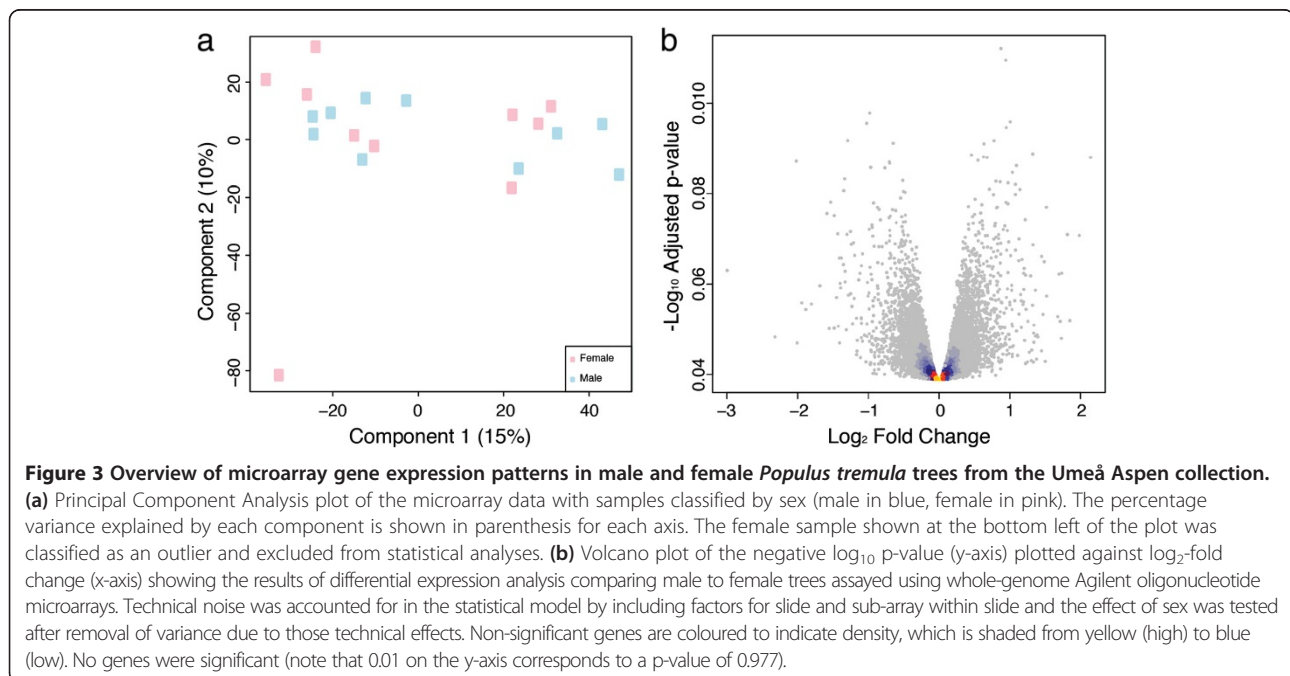 a
b
20
0
−20
−40
−60
−80
Component 2 (10%)
Female
Male
−20
0
20
40
Component 1 (15%)
0.010
0.08
0.06
0.04
-Log₁₀ Adjusted p-value
−3
−2
−1
0
1
2
Log₂ Fold Change
Figure 3 Overview of microarray gene expression patterns in male and female Populus tremula trees from the Umeå Aspen collection.
(a) Principal Component Analysis plot of the microarray data with samples classified by sex (male in blue, female in pink). The percentage
variance explained by each component is shown in parenthesis for each axis. The female sample shown at the bottom left of the plot was
classified as an outlier and excluded from statistical analyses. (b) Volcano plot of the negative log₁₀ p-value (y-axis) plotted against log₂-fold
change (x-axis) showing the results of differential expression analysis comparing male to female trees assayed using whole-genome Agilent oligonucleotide
microarrays. Technical noise was accounted for in the statistical model by including factors for slide and sub-array within slide and the effect of sex was tested
after removal of variance due to those technical effects. Non-significant genes are coloured to indicate density, which is shaded from yellow (high) to blue
(low). No genes were significant (note that 0.01 on the y-axis corresponds to a p-value of 0.977).